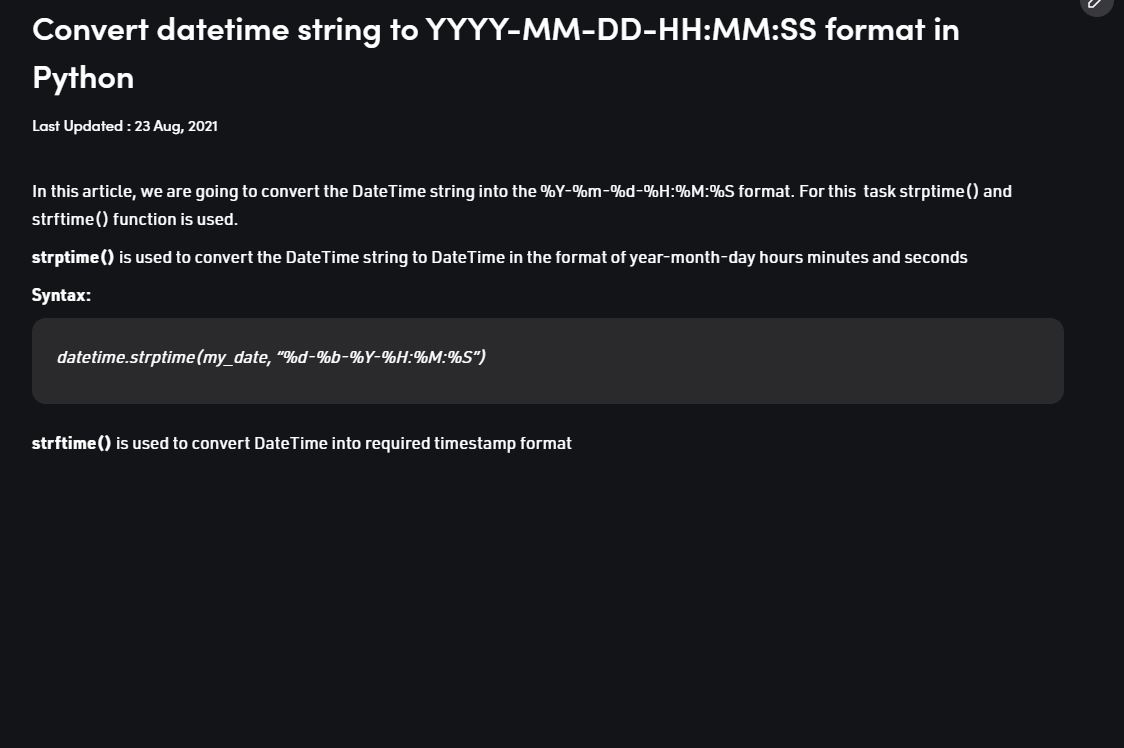 Convert datetime string to YYYY-MM-DD-HH:MM:SS format in
Python
Last Updated : 23 Aug, 2021
In this article, we are going to convert the DateTime string into the %Y-%m-%d-%H:%M:%S format. For this  task strptime() and
strftime() function is used.
strptime() is used to convert the DateTime string to DateTime in the format of year-month-day hours minutes and seconds
Syntax:
datetime.strptime(my_date, “%d-%b-%Y-%H:%M:%S”)
strftime() is used to convert DateTime into required timestamp format